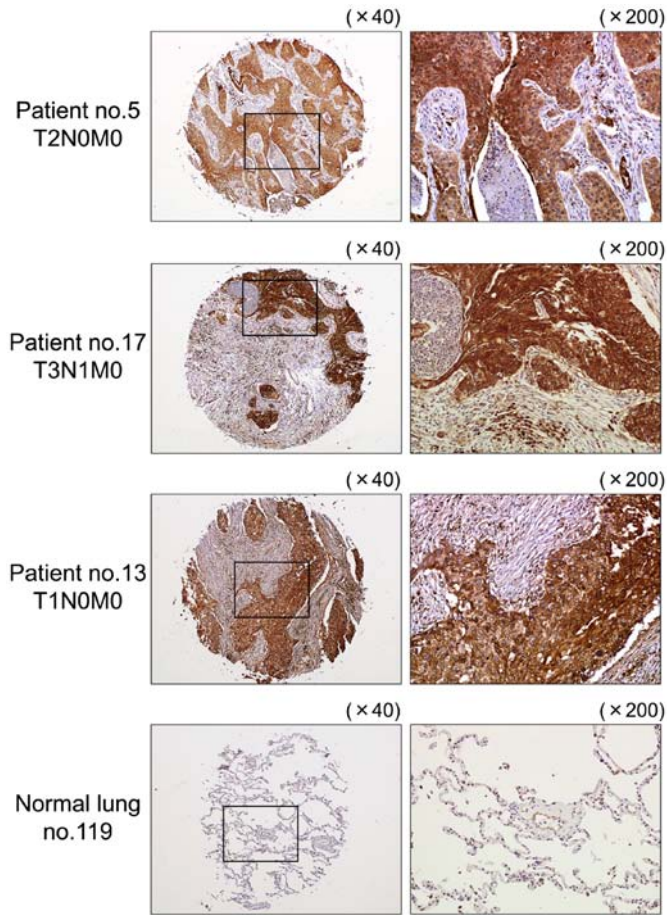 (×40)
(×200)
Patient no.5
T2N0M0
(×40)
(×200)
Patient no.17
T3N1M0
(×40)
(×200)
Patient no.13
T1N0M0
(×40)
(×200)
Normal lung
no.119